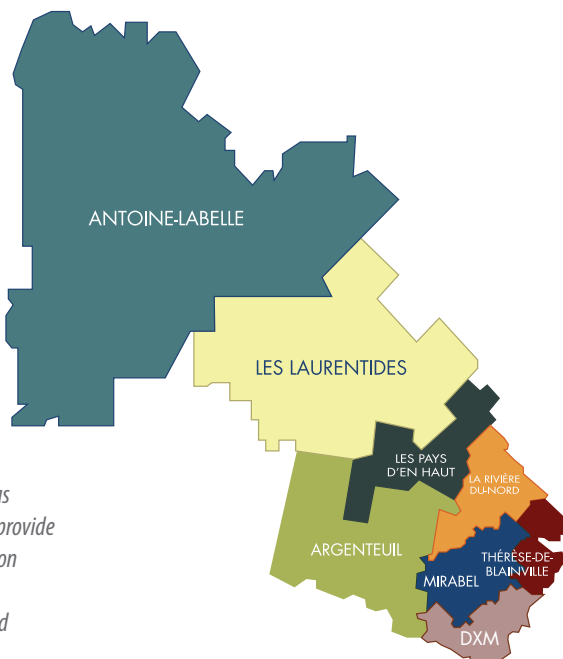 ANTOINE-LABELLE
LES LAURENTIDES
LES PAYS
D'EN HAUT
LA RIVIÈRE
DU-NORD
ARGENTEUIL
THÉRÈSE-DE-
BLAINVILLE
MIRABEL
DXM
as
provide
on
d